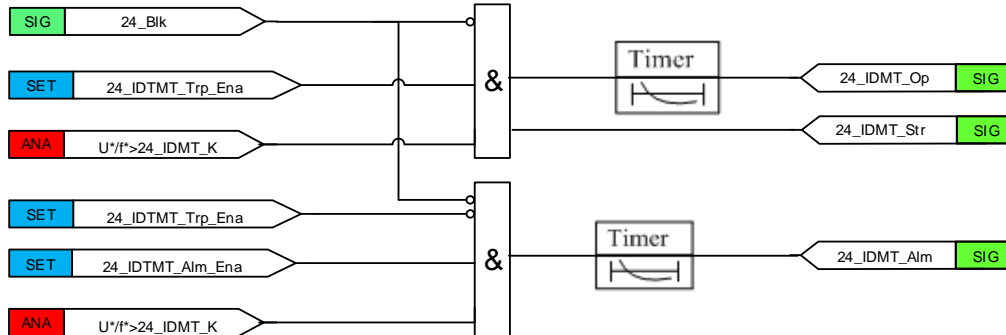 SIG 24_Blk
SET 24_IDTMT_Trp_Ena
ANA U*/f*>24_IDMT_K
&
Timer
24_IDMT_Op SIG
24_IDMT_Str SIG
SET 24_IDTMT_Trp_Ena
SET 24_IDTMT_Alm_Ena
ANA U*/f*>24_IDMT_K
&
Timer
24_IDMT_Alm SIG